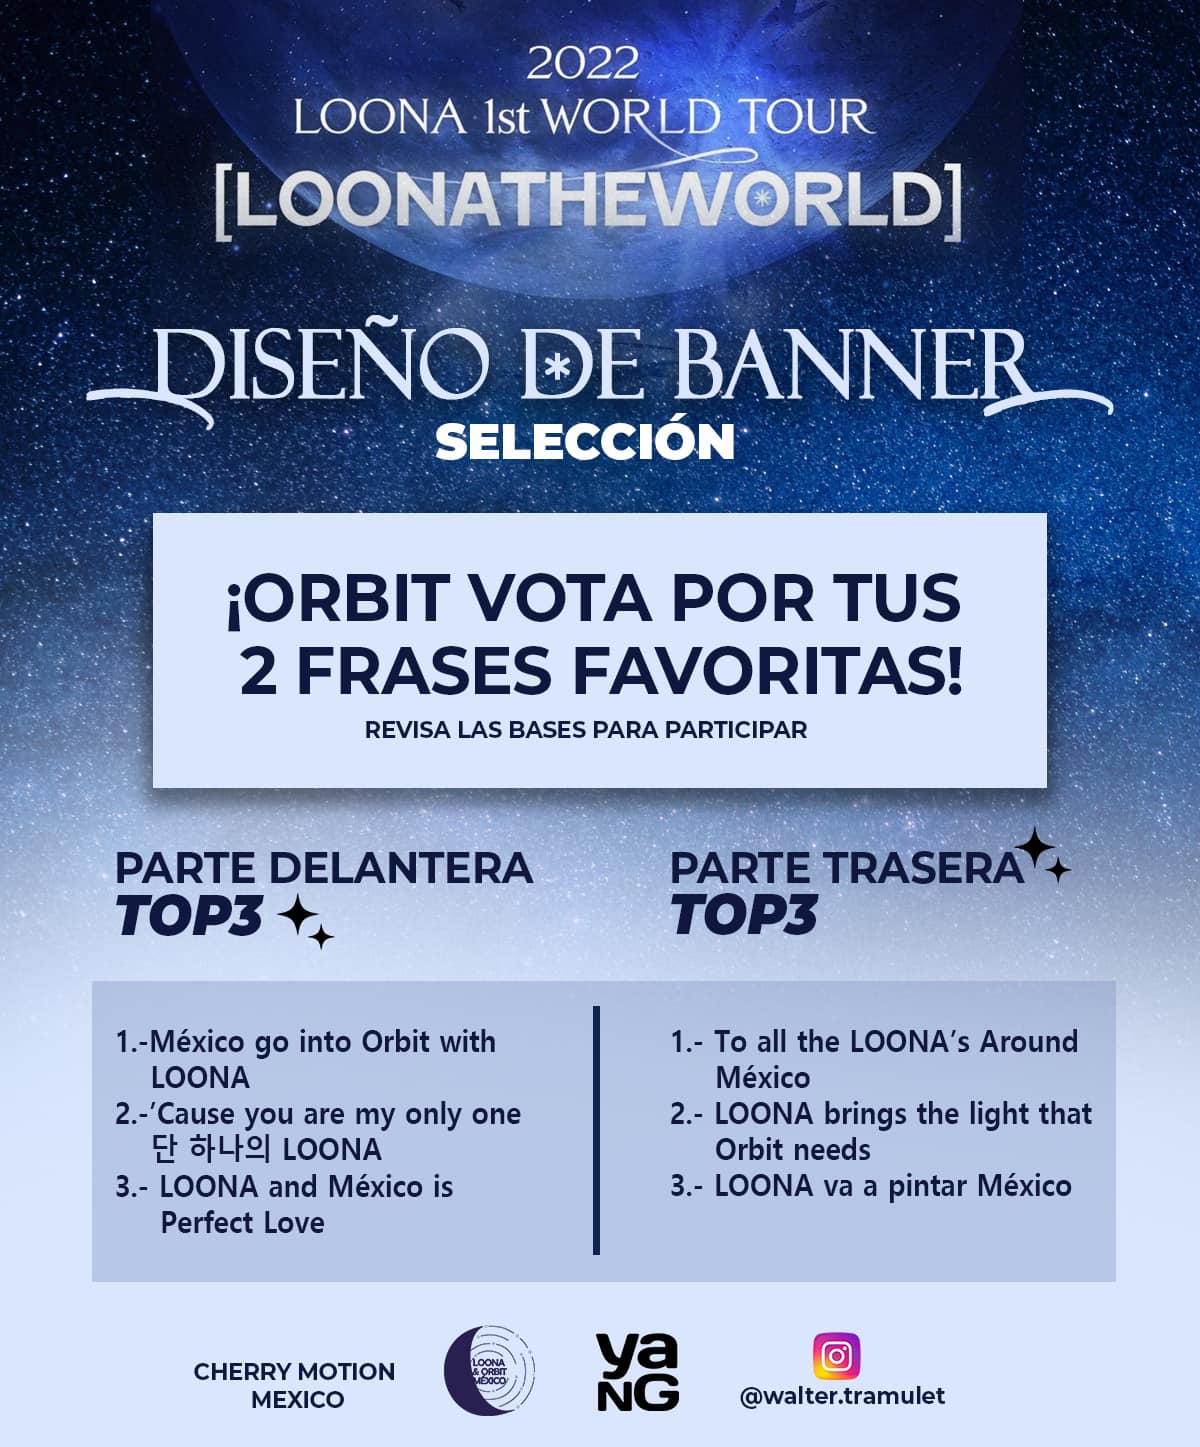 2022
LOONA 1st WORLD TOUR
[LOONATHEWORLD]
DISEÑO DE BANNER
SELECCIÓN
¡ORBIT VOTA POR TUS
2 FRASES FAVORITAS!
REVISA LAS BASES PARA PARTICIPAR
PARTE DELANTERA
TOP3
1.-México go into Orbit with
LOONA
2.-’Cause you are my only one
단 하나의 LOONA
3.- LOONA and México is
Perfect Love
PARTE TRASERA
TOP3
1.- To all the LOONA’s Around
México
2.- LOONA brings the light that
Orbit needs
3.- LOONA va a pintar México
CHERRY MOTION
MEXICO
LOONA
& ORBIT
MÉXICO
ya
NG
@walter.tramulet